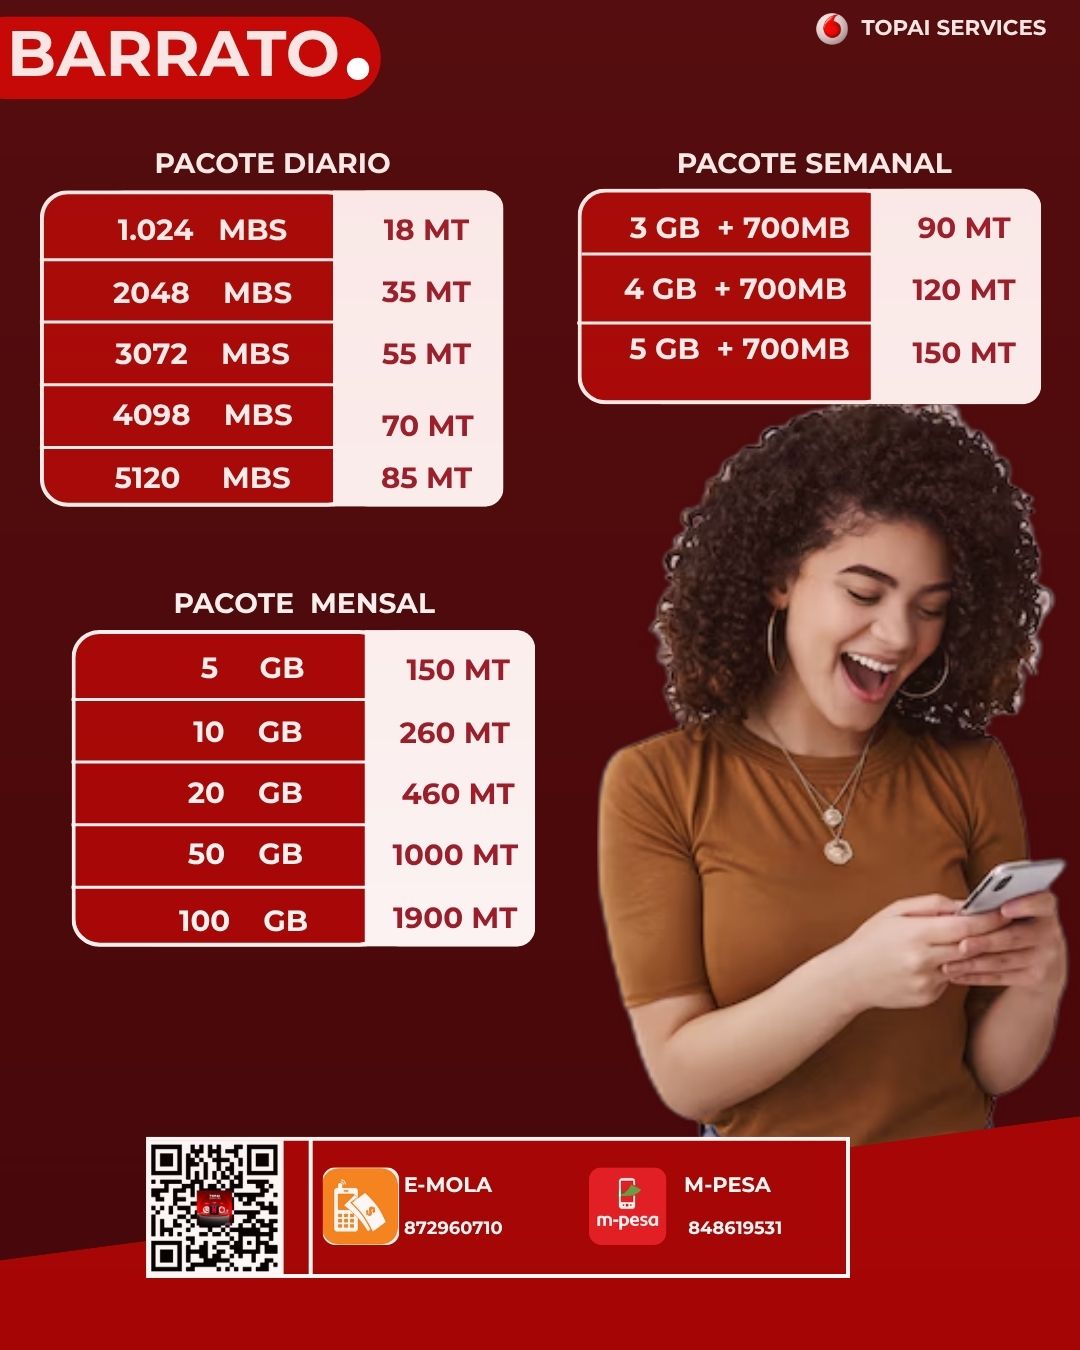 BARRATO.
TOPAI SERVICES
PACOTE DIARIO
1.024 MBS 18 MT
2048 MBS 35 MT
3072 MBS 55 MT
4098 MBS 70 MT
5120 MBS 85 MT
PACOTE SEMANAL
3 GB + 700MB 90 MT
4 GB + 700MB 120 MT
5 GB + 700MB 150 MT
PACOTE MENSAL
5 GB 150 MT
10 GB 260 MT
20 GB 460 MT
50 GB 1000 MT
100 GB 1900 MT
E-MOLA
872960710
m-pesa
M-PESA
848619531